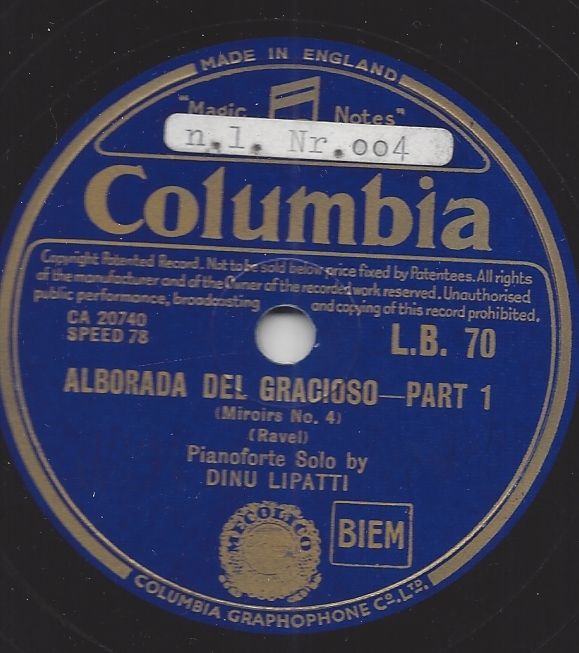 MADE IN ENGLAND
"Magic Notes"
n.l. Nr.004
Columbia
Copyright Patented Record. Not to be sold below price fixed by Patentees. All rights
of the manufacturer and of the Owner of the recorded work reserved. Unauthorised
public performance, broadcasting and copying of this record prohibited.
CA 20740
SPEED 78
L.B. 70
ALBORADA DEL GRACIOSO—PART 1
(Miroirs No. 4)
(Ravel)
Pianoforte Solo by
DINU LIPATTI
MECOLICO
BIEM
COLUMBIA GRAPHOPHONE CO. LTD.